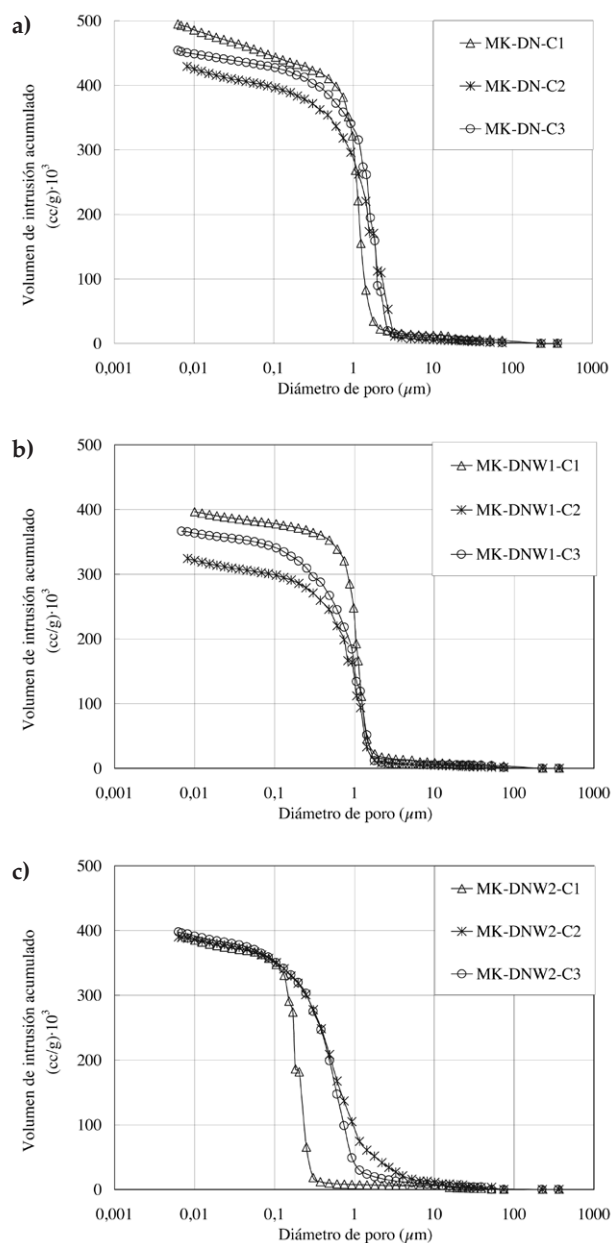 a)
500
400
300
200
100
0
Volumen de intrusión acumulado
(cc/g)·10³
MK-DN-C1
MK-DN-C2
MK-DN-C3
0,001 0,01 0,1 1 10 100 1000
Diámetro de poro (µm)
b)
500
400
300
200
100
0
Volumen de intrusión acumulado
(cc/g)·10³
MK-DNW1-C1
MK-DNW1-C2
MK-DNW1-C3
0,001 0,01 0,1 1 10 100 1000
Diámetro de poro (µm)
c)
500
400
300
200
100
0
Volumen de intrusión acumulado
(cc/g)·10³
MK-DNW2-C1
MK-DNW2-C2
MK-DNW2-C3
0,001 0,01 0,1 1 10 100 1000
Diámetro de poro (µm)